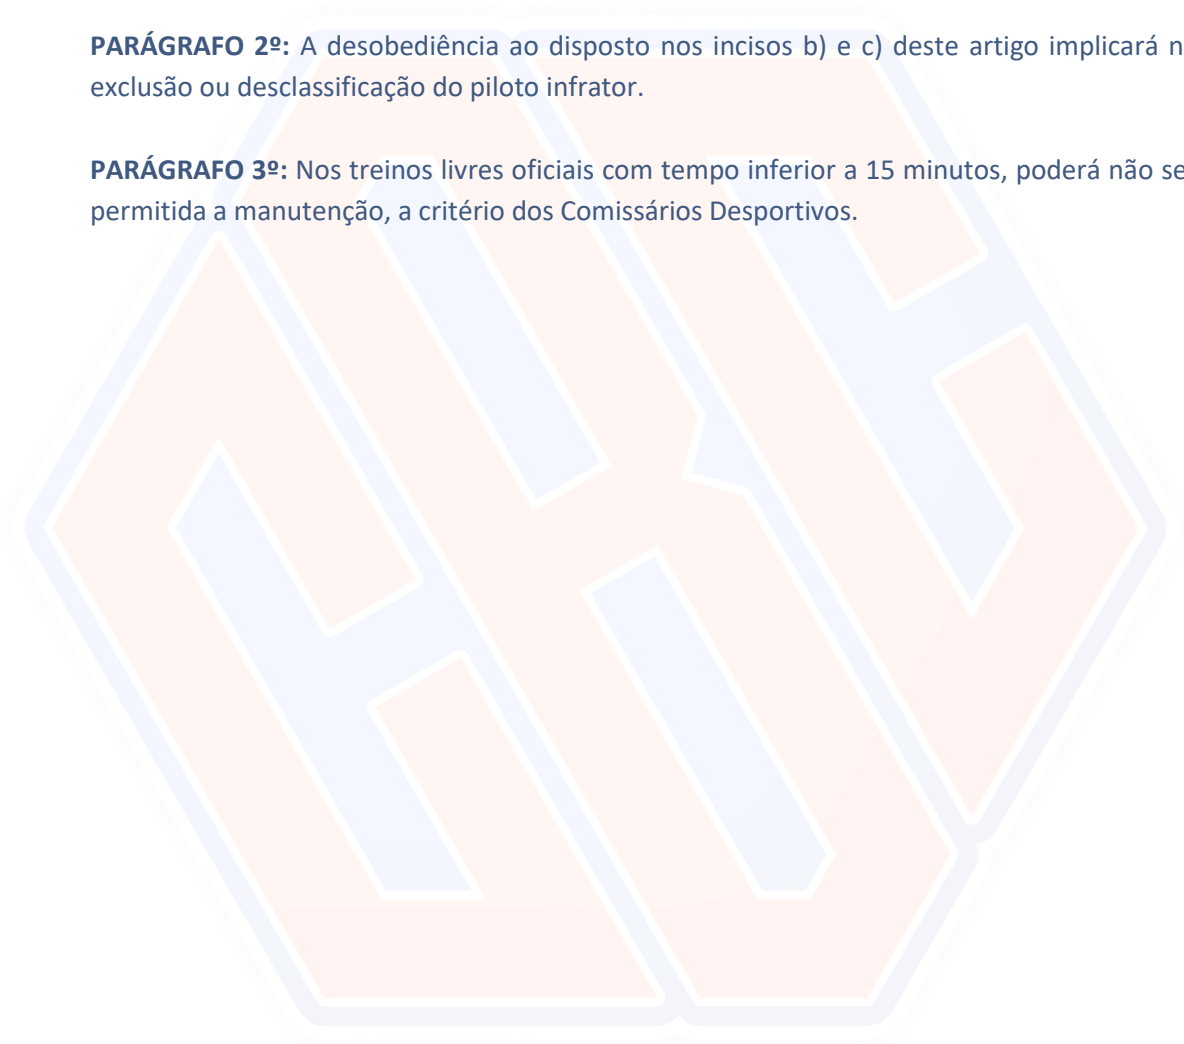 PARÁGRAFO 2º: A desobediência ao disposto nos incisos b) e c) deste artigo implicará n
exclusão ou desclassificação do piloto infrator.
PARÁGRAFO 3º: Nos treinos livres oficiais com tempo inferior a 15 minutos, poderá não se
permitida a manutenção, a critério dos Comissários Desportivos.